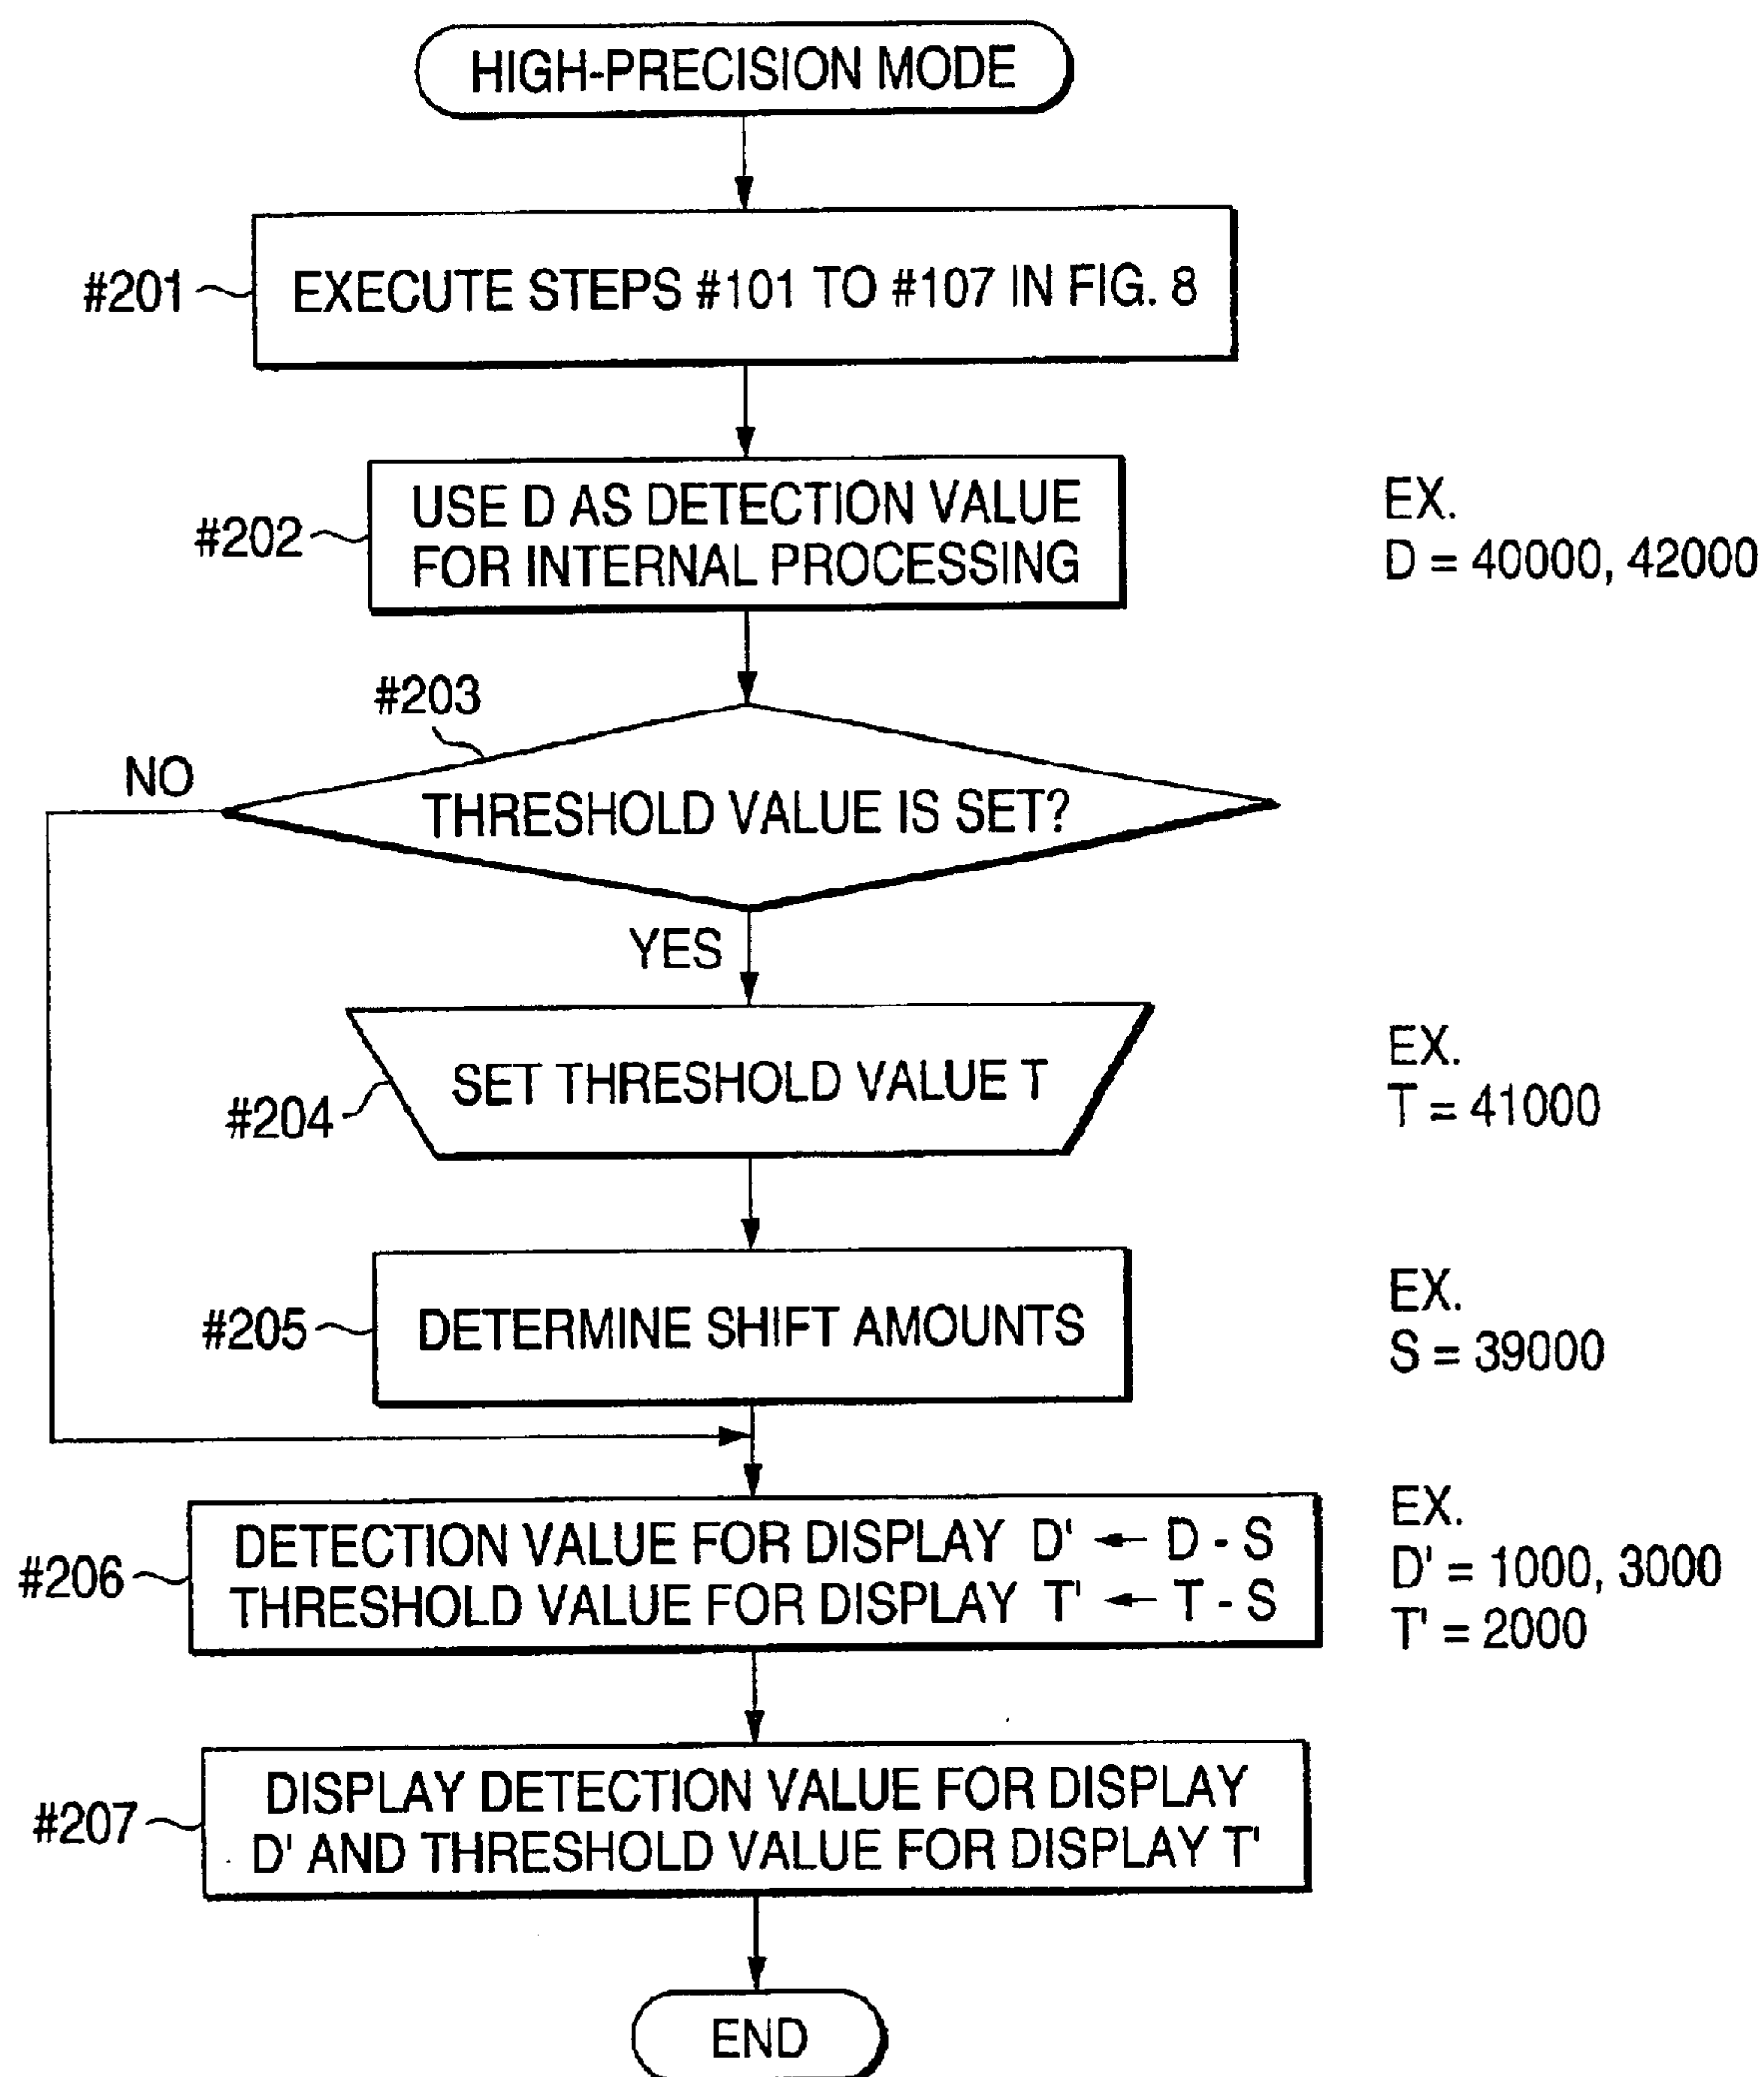 HIGH-PRECISION MODE
#201
EXECUTE STEPS #101 TO #107 IN FIG. 8
#202
USE D AS DETECTION VALUE
FOR INTERNAL PROCESSING
EX.
D = 40000, 42000
#203
NO
THRESHOLD VALUE IS SET?
YES
#204
SET THRESHOLD VALUE T
EX.
T = 41000
#205
DETERMINE SHIFT AMOUNTS
EX.
S = 39000
#206
DETECTION VALUE FOR DISPLAY D' ← D - S
THRESHOLD VALUE FOR DISPLAY T' ← T - S
EX.
D' = 1000, 3000
T' = 2000
#207
DISPLAY DETECTION VALUE FOR DISPLAY
D' AND THRESHOLD VALUE FOR DISPLAY T'
END